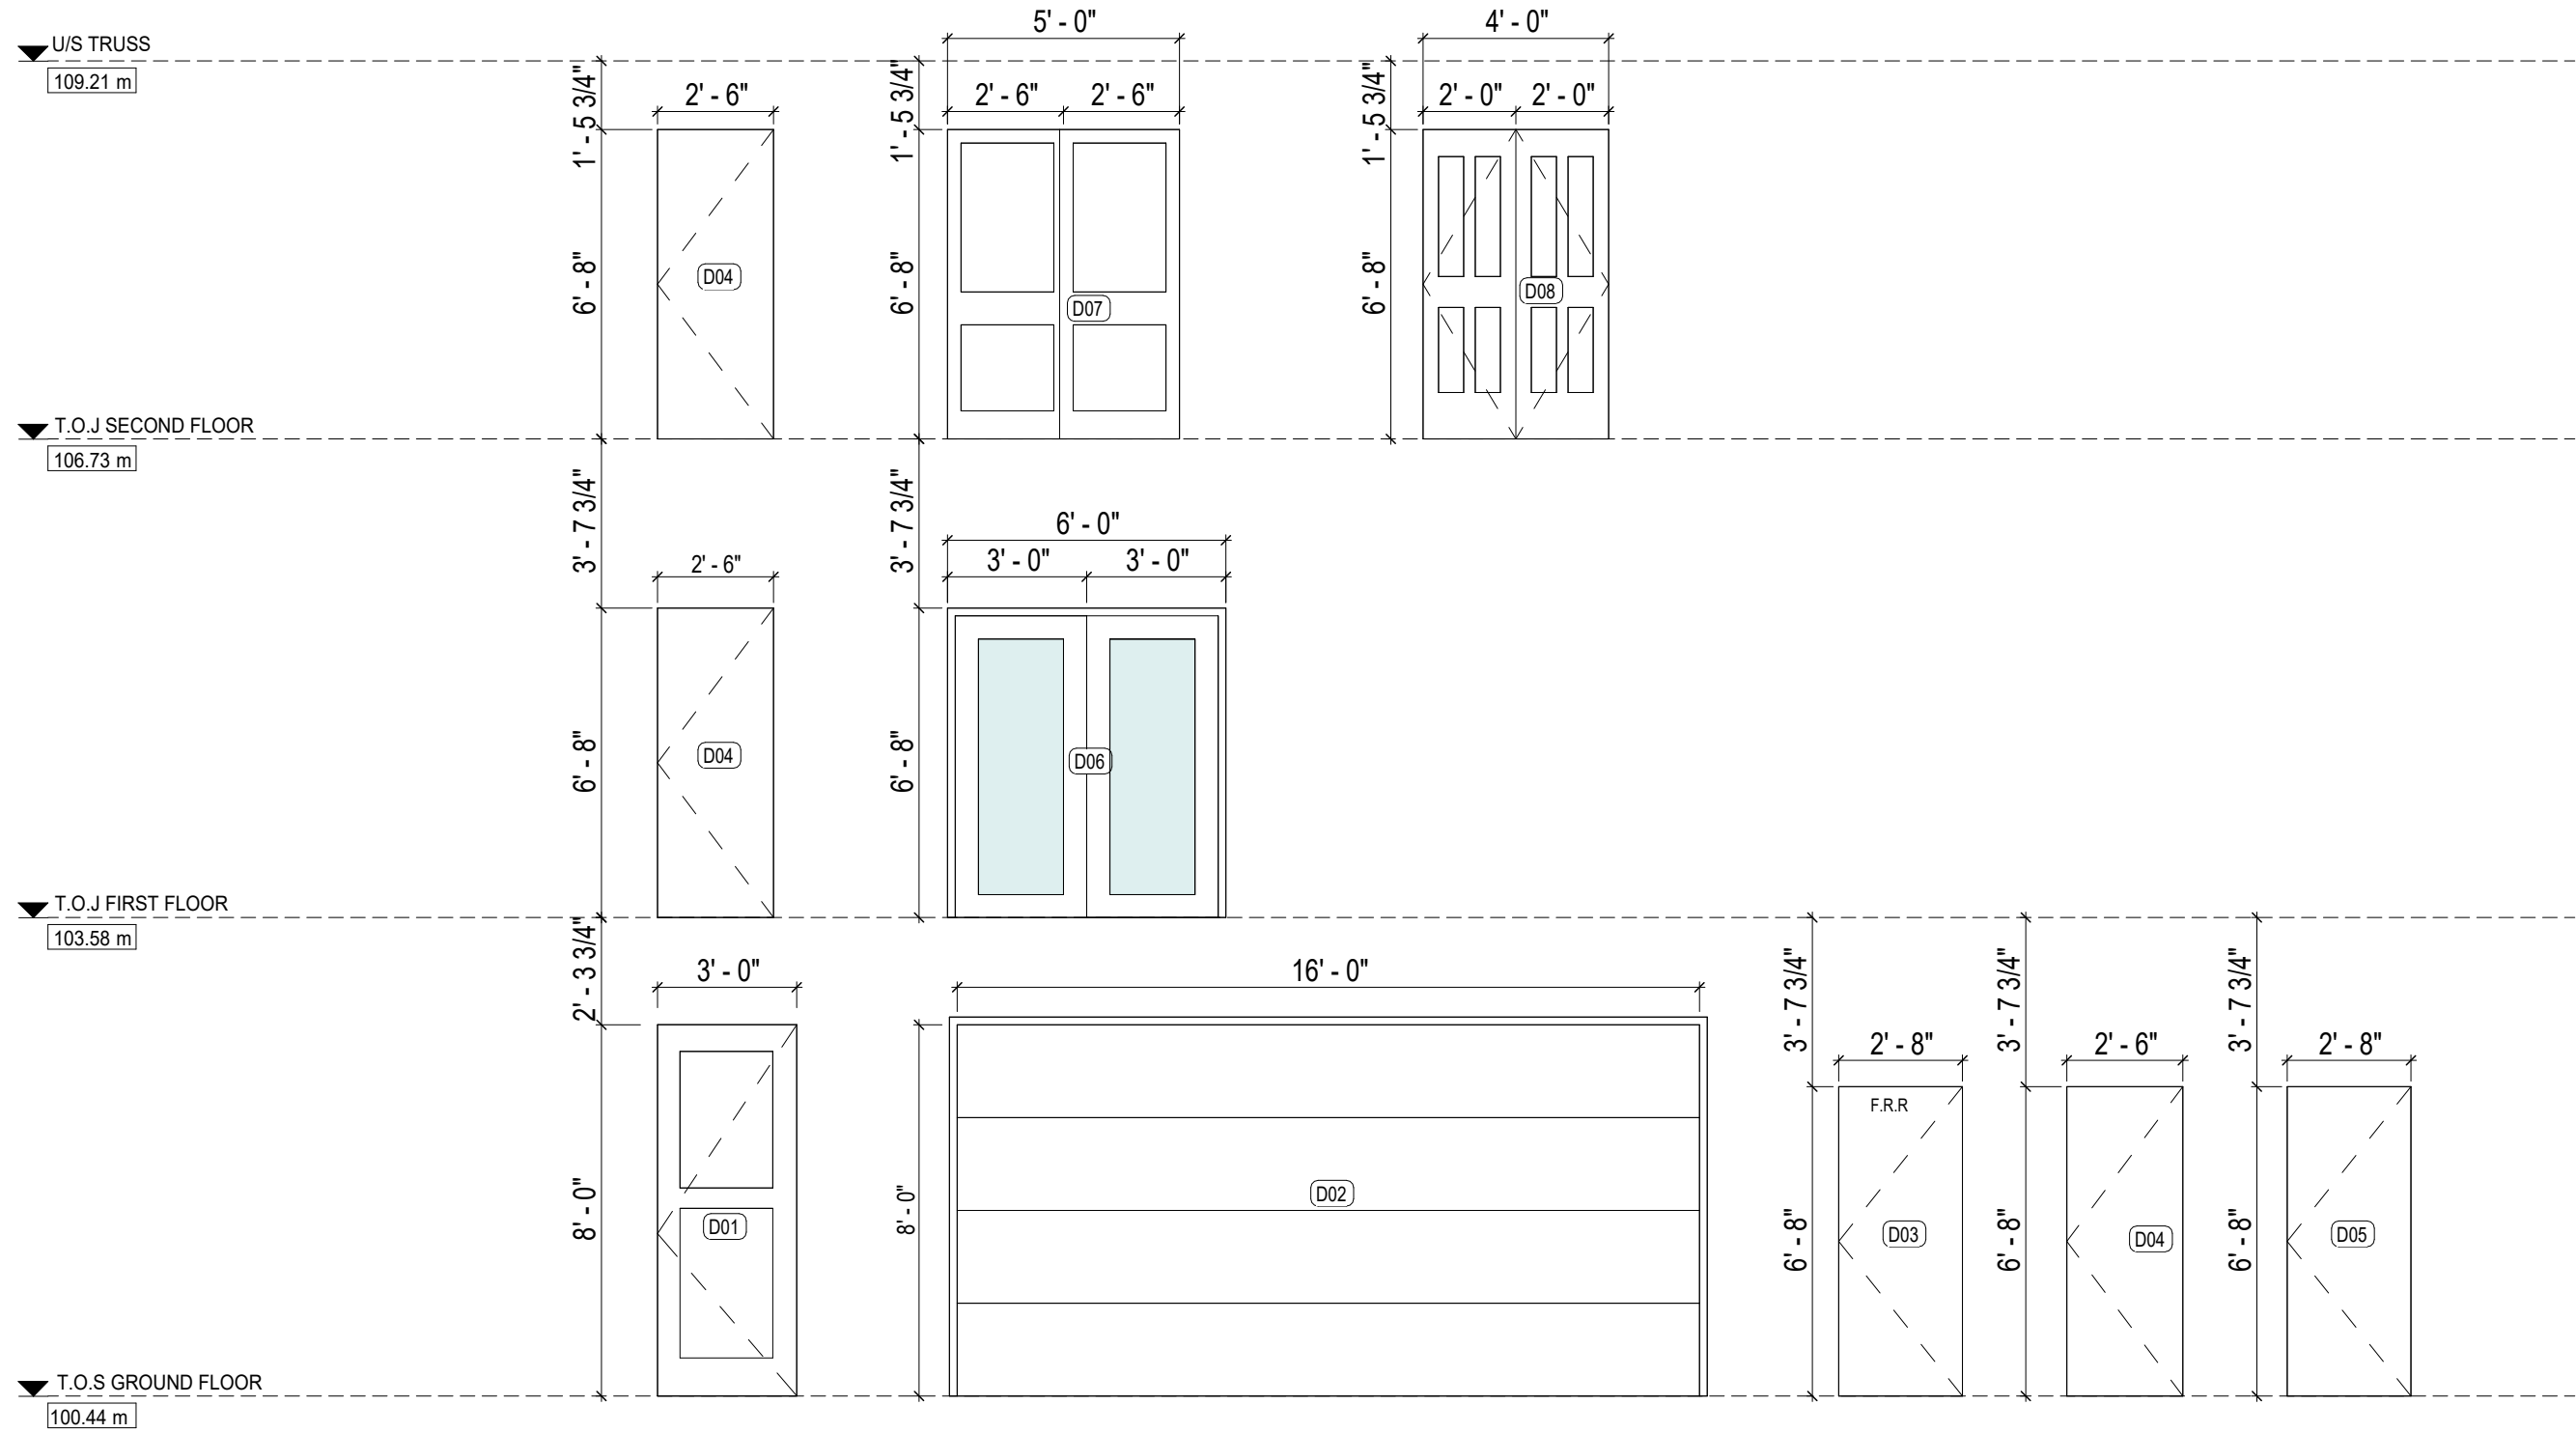 U/S TRUSS
109.21 m
5' - 0"
4' - 0"
2' - 6"
2' - 6"
2' - 6"
2' - 0"
2' - 0"
1' - 5 3/4"
1' - 5 3/4"
1' - 5 3/4"
6' - 8"
D04
6' - 8"
D07
6' - 8"
D08
T.O.J SECOND FLOOR
106.73 m
3' - 7 3/4"
3' - 7 3/4"
6' - 0"
2' - 6"
3' - 0"
3' - 0"
6' - 8"
D04
6' - 8"
D06
T.O.J FIRST FLOOR
103.58 m
2' - 3 3/4"
3' - 0"
16' - 0"
3' - 7 3/4"
3' - 7 3/4"
3' - 7 3/4"
2' - 8"
2' - 6"
2' - 8"
F.R.R
8' - 0"
D01
8' - 0"
D02
6' - 8"
D03
6' - 8"
D04
6' - 8"
D05
T.O.S GROUND FLOOR
100.44 m